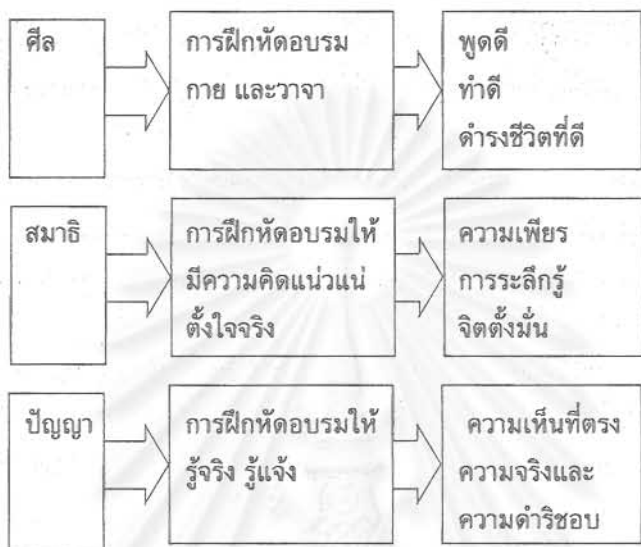 ศีล
การฝึกหัดอบรม
กาย และวาจา
พูดดี
ทำดี
ดำรงชีวิตที่ดี
สมาธิ
การฝึกหัดอบรมให้
มีความคิดแน่วแน่
ตั้งใจจริง
ความเพียร
การระลึกรู้
จิตตั้งมั่น
ปัญญา
การฝึกหัดอบรมให้
รู้จริง รู้แจ้ง
ความเห็นที่ตรง
ความจริงและ
ความดำริชอบ